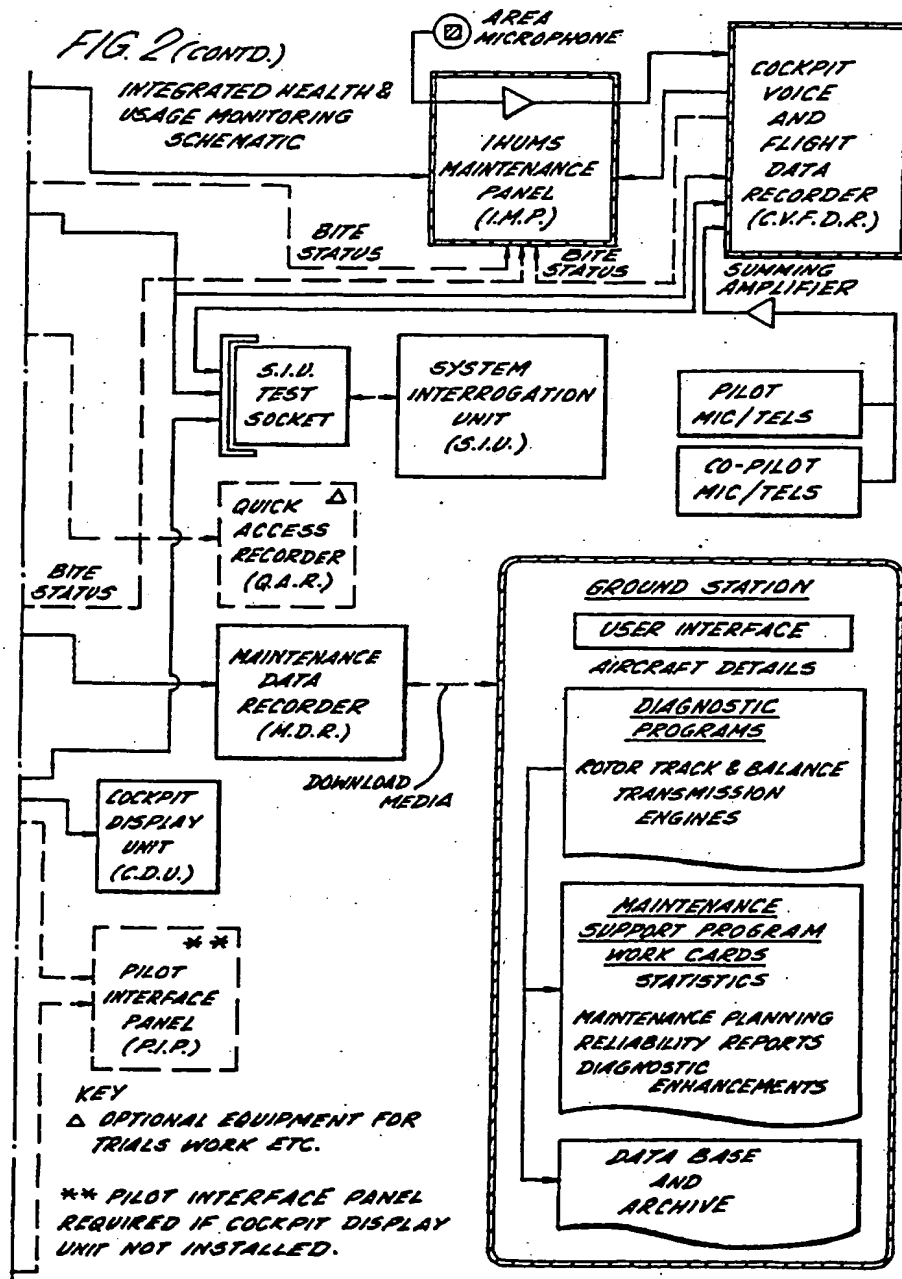 FIG. 2 (CONTD.)
INTEGRATED HEALTH &
USAGE MONITORING
SCHEMATIC
AREA
MICROPHONE
IHUMS
MAINTENANCE
PANEL
(I.M.P.)
COCKPIT
VOICE
AND
FLIGHT
DATA
RECORDER
(C.V.F.D.R.)
BITE
STATUS
BITE
STATUS
SUMMING
AMPLIFIER
S.I.U.
TEST
SOCKET
SYSTEM
INTERROGATION
UNIT
(S.I.U.)
PILOT
MIC/TELS
CO-PILOT
MIC/TELS
QUICK Δ
ACCESS
RECORDER
(Q.A.R.)
BITE
STATUS
MAINTENANCE
DATA
RECORDER
(M.D.R.)
DOWNLOAD
MEDIA
COCKPIT
DISPLAY
UNIT
(C.D.U.)
**
PILOT
INTERFACE
PANEL
(P.I.P.)
KEY
Δ OPTIONAL EQUIPMENT FOR
TRIALS WORK ETC.
** PILOT INTERFACE PANEL
REQUIRED IF COCKPIT DISPLAY
UNIT NOT INSTALLED.
GROUND STATION
USER INTERFACE
AIRCRAFT DETAILS
DIAGNOSTIC
PROGRAMS
ROTOR TRACK & BALANCE
TRANSMISSION
ENGINES
MAINTENANCE
SUPPORT PROGRAM
WORK CARDS
STATISTICS
MAINTENANCE PLANNING
RELIABILITY REPORTS
DIAGNOSTIC
ENHANCEMENTS
DATA BASE
AND
ARCHIVE